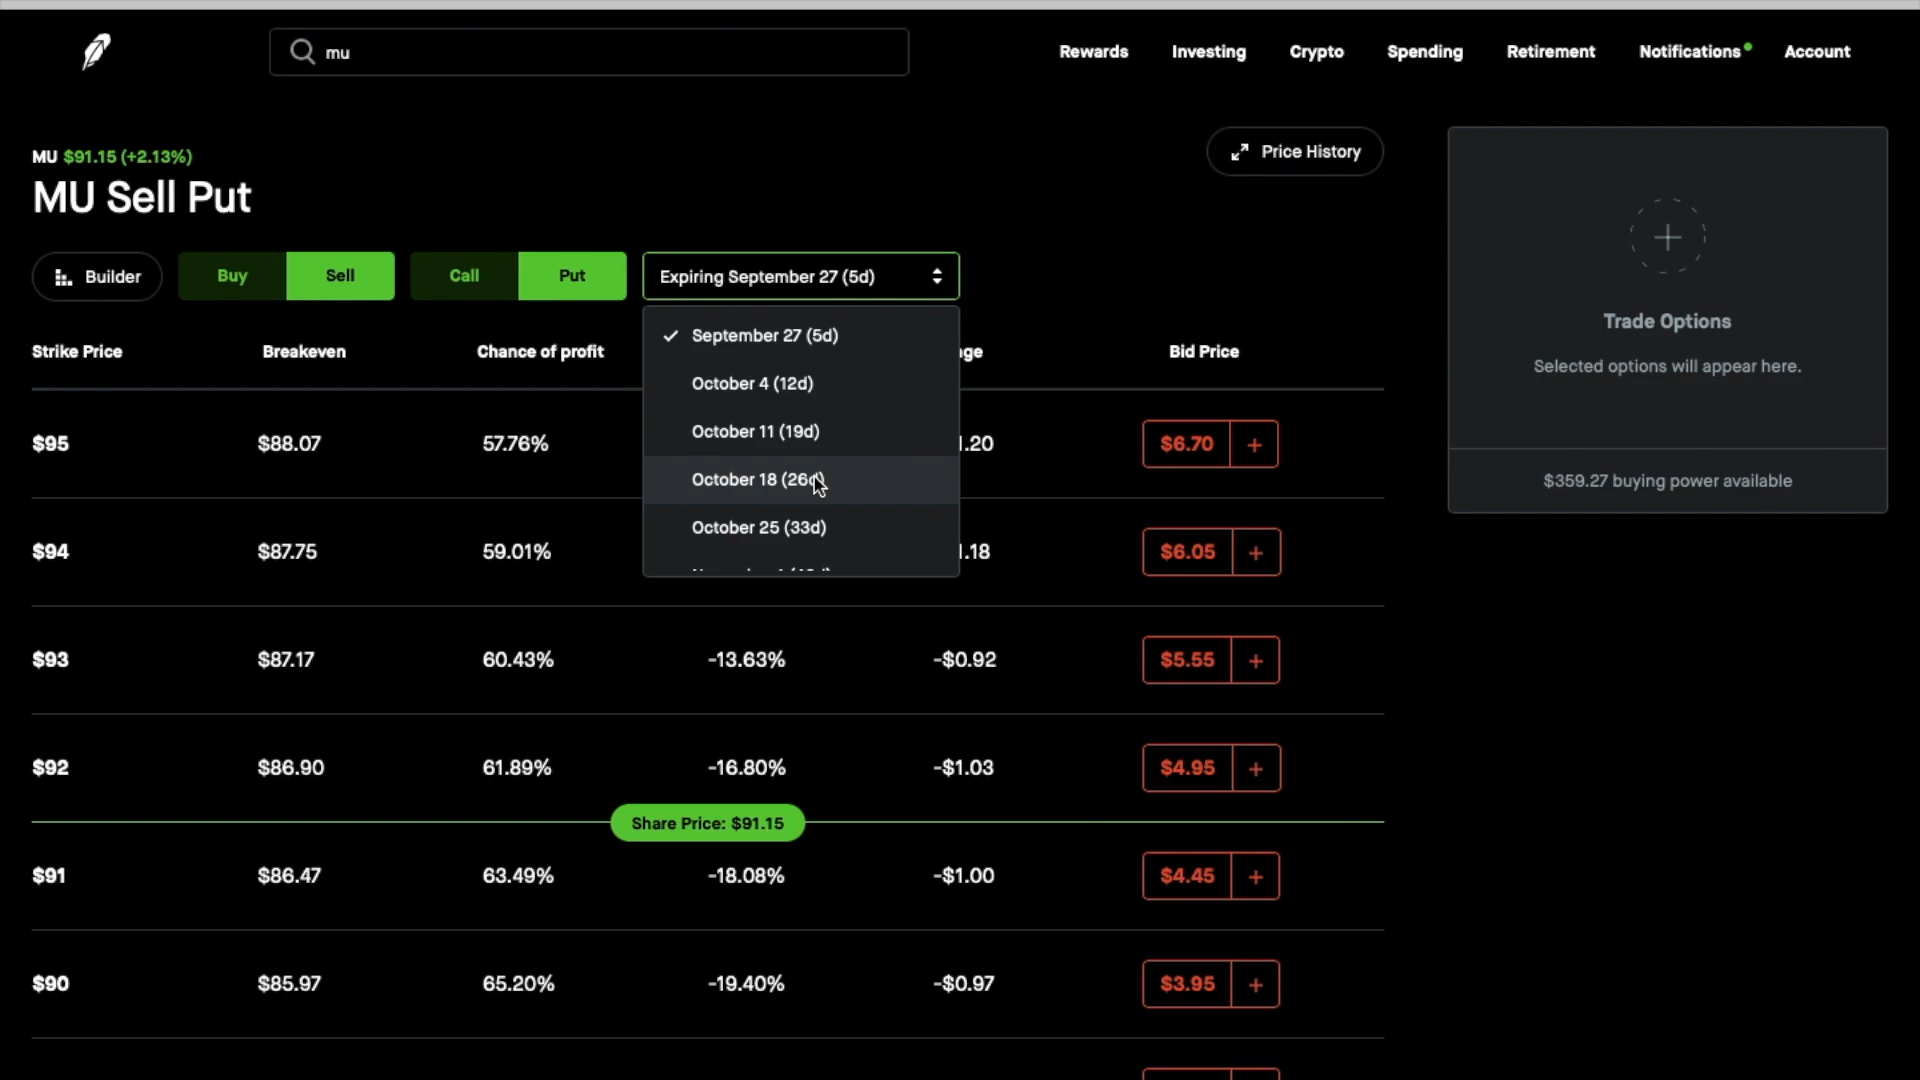 mu
Rewards
Investing
Crypto
Spending
Retirement
Notifications
Account
MU $91.15 (+2.13%)
MU Sell Put
Price History
Builder
Buy
Sell
Call
Put
Expiring September 27 (5d)
September 27 (5d)
October 4 (12d)
October 11 (19d)
October 18 (26d)
October 25 (33d)
Strike Price
Breakeven
Chance of profit
Bid Price
$95
$88.07
57.76%
1.20
$6.70
+
$94
$87.75
59.01%
1.18
$6.05
+
$93
$87.17
60.43%
-13.63%
-$0.92
$5.55
+
$92
$86.90
61.89%
-16.80%
-$1.03
$4.95
+
Share Price: $91.15
$91
$86.47
63.49%
-18.08%
-$1.00
$4.45
+
$90
$85.97
65.20%
-19.40%
-$0.97
$3.95
+
Trade Options
Selected options will appear here.
$359.27 buying power available